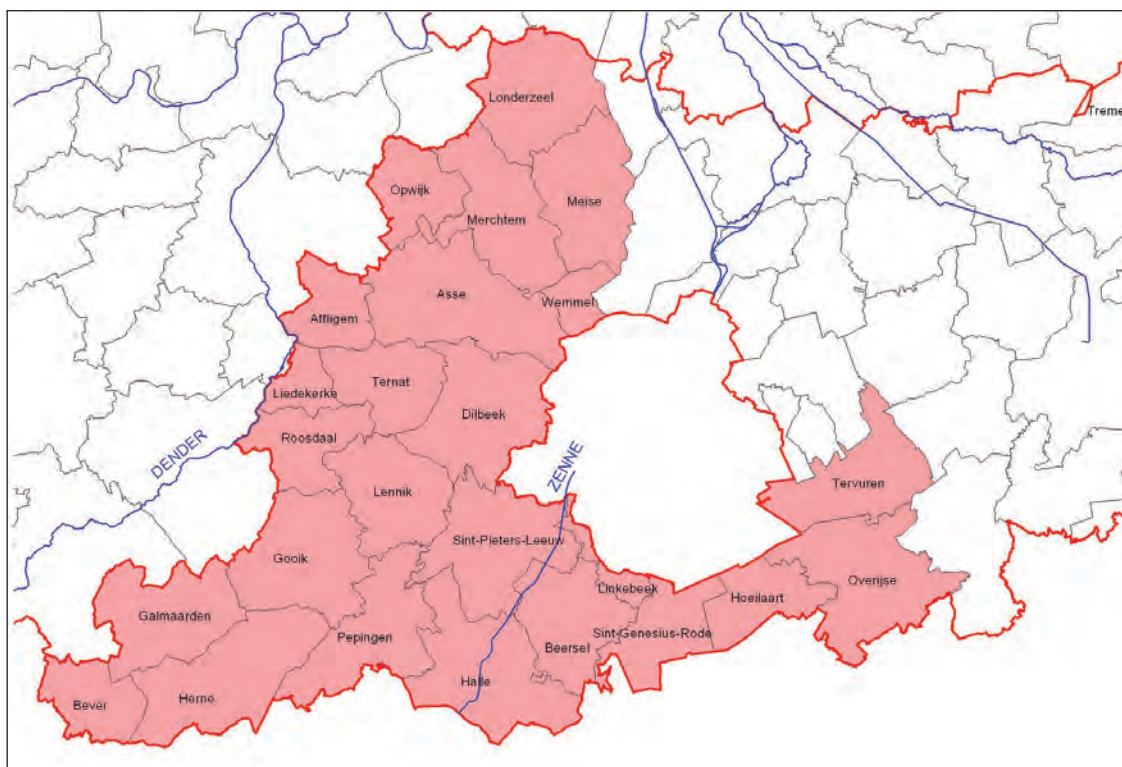 Londerzeel
Treme
Opwijk
Meise
Merchtem
Asse
Wemmel
Affligem
Ternat
Liedekerke
Dilbeek
Roosdaal
DENDER
ZENNE
Lennik
Tervuren
Sint-Pieters-Leeuw
Gooik
Overijse
Linkebeek
Hoeilaart
Galmaarden
Sint-Genesius-Rode
Pepingen
Beersel
Halle
Herne
Bever